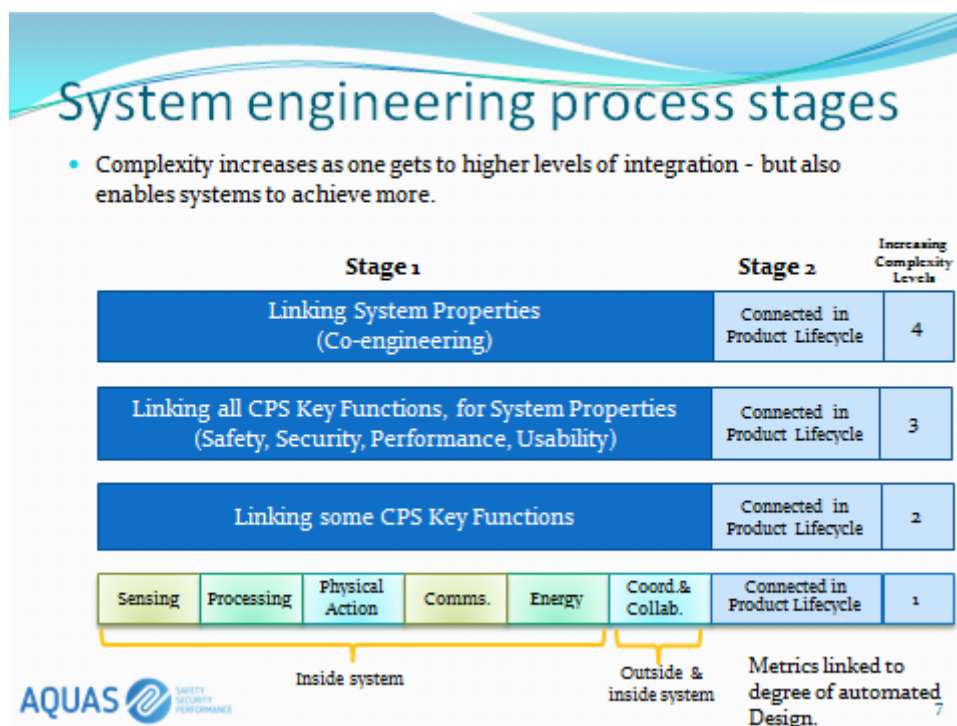 System engineering process stages
• Complexity increases as one gets to higher levels of integration - but also
enables systems to achieve more.
Increasing
Complexity
Levels
Stage 1
Stage 2
Linking System Properties
(Co-engineering)
Connected in
Product Lifecycle
4
Linking all CPS Key Functions, for System Properties
(Safety, Security, Performance, Usability)
Connected in
Product Lifecycle
3
Linking some CPS Key Functions
Connected in
Product Lifecycle
2
Sensing
Processing
Physical
Action
Comms.
Energy
Coord.&
Collab.
Connected in
Product Lifecycle
1
Inside system
Outside &
inside system
Metrics linked to
degree of automated
Design.
7
AQUAS
SAFETY
SECURITY
PERFORMANCE